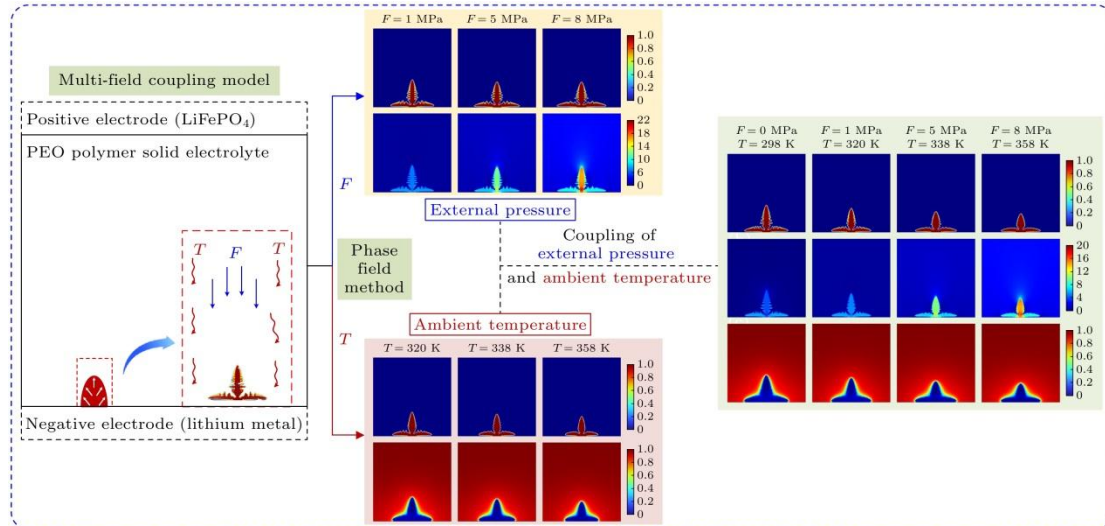 Multi-field coupling model
Positive electrode (LiFePO₄)
PEO polymer solid electrolyte
T
F
T
Negative electrode (lithium metal)
F
T
Phase
field
method
F = 1 MPa F = 5 MPa F = 8 MPa
1.0
0.8
0.6
0.4
0.2
0
22
18
14
10
6
0
External pressure
Coupling of
external pressure
and ambient temperature
Ambient temperature
T = 320 K T = 338 K T = 358 K
1.0
0.8
0.6
0.4
0.2
0
1.0
0.8
0.6
0.4
0.2
0
F = 0 MPa F = 1 MPa F = 5 MPa F = 8 MPa
T = 298 K T = 320 K T = 338 K T = 358 K
1.0
0.8
0.6
0.4
0.2
0
20
16
12
8
4
0
1.0
0.8
0.6
0.4
0.2
0